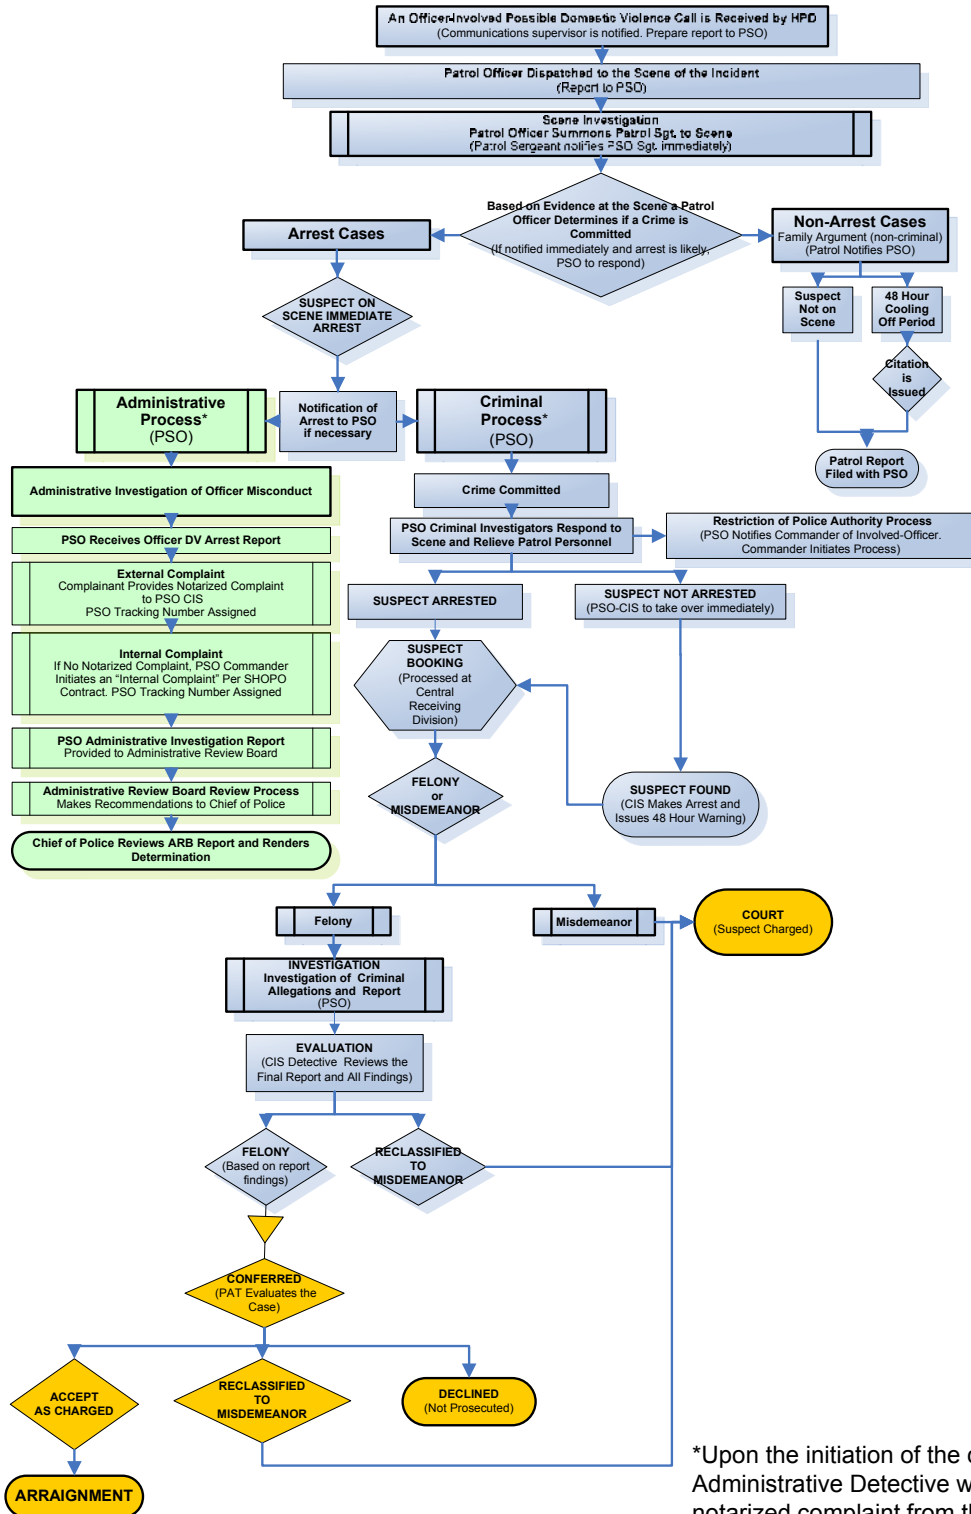 An Officer-Involved Possible Domestic Violence Call is Received by HPD
(Communications supervisor is notified. Prepare report to PSO)
Patrol Officer Dispatched to the Scene of the Incident
(Report to PSO)
Scene Investigation
Patrol Officer Summons Patrol Sgt. to Scene
(Patrol Sergeant notifies PSO Sgt. immediately)
Based on Evidence at the Scene a Patrol
Officer Determines if a Crime is
Committed
(If notified immediately and arrest is likely,
PSO to respond)
Arrest Cases
Non-Arrest Cases
Family Argument (non-criminal)
(Patrol Notifies PSO)
SUSPECT ON
SCENE IMMEDIATE
ARREST
Suspect
Not on
Scene
48 Hour
Cooling
Off Period
Citation
is
Issued
Patrol Report
Filed with PSO
Administrative
Process*
(PSO)
Notification of
Arrest to PSO
if necessary
Criminal
Process*
(PSO)
Administrative Investigation of Officer Misconduct
PSO Receives Officer DV Arrest Report
External Complaint
Complainant Provides Notarized Complaint
to PSO CIS
PSO Tracking Number Assigned
Internal Complaint
If No Notarized Complaint, PSO Commander
Initiates an “Internal Complaint” Per SHOPO
Contract. PSO Tracking Number Assigned
PSO Administrative Investigation Report
Provided to Administrative Review Board
Administrative Review Board Review Process
Makes Recommendations to Chief of Police
Chief of Police Reviews ARB Report and Renders
Determination
Crime Committed
PSO Criminal Investigators Respond to
Scene and Relieve Patrol Personnel
Restriction of Police Authority Process
(PSO Notifies Commander of Involved-Officer.
Commander Initiates Process)
SUSPECT ARRESTED
SUSPECT NOT ARRESTED
(PSO-CIS to take over immediately)
SUSPECT
BOOKING
(Processed at
Central
Receiving
Division)
SUSPECT FOUND
(CIS Makes Arrest and
Issues 48 Hour Warning)
FELONY
or
MISDEMEANOR
Felony
Misdemeanor
COURT
(Suspect Charged)
INVESTIGATION
Investigation of Criminal
Allegations and Report
(PSO)
EVALUATION
(CIS Detective Reviews the
Final Report and All Findings)
FELONY
(Based on report
findings)
RECLASSIFIED
TO
MISDEMEANOR
CONFERRED
(PAT Evaluates the
Case)
ACCEPT
AS CHARGED
RECLASSIFIED
TO
MISDEMEANOR
DECLINED
(Not Prosecuted)
ARRAIGNMENT
*Upon the initiation of the
Administrative Detective
notarized complaint from